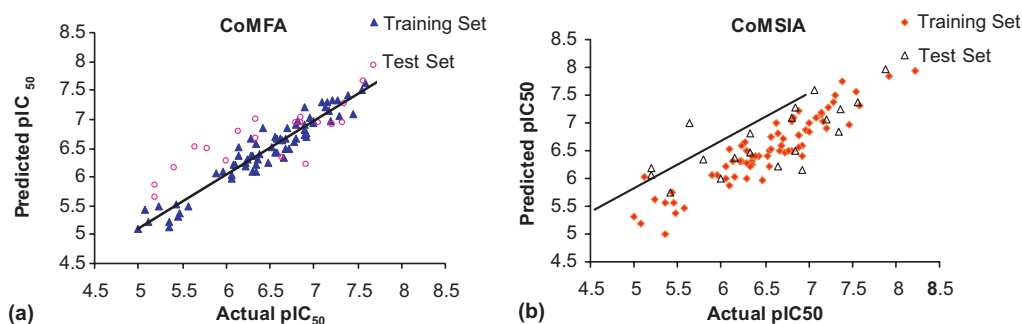 CoMFA
Training Set
Test Set
8.5
8
7.5
7
6.5
6
5.5
5
4.5
Predicted pIC 50
4.5 5 5.5 6 6.5 7 7.5 8 8.5
(a)
Actual pIC50
CoMSIA
Training Set
Test Set
8.5
8
7.5
7
6.5
6
5.5
5
4.5
Predicted pIC50
4.5 5 5.5 6 6.5 7 7.5 8 8.5
(b)
Actual pIC50